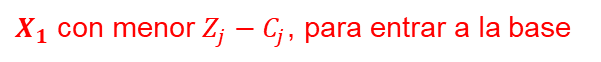 X₁ con menor Zⱼ − Cⱼ, para entrar a la base